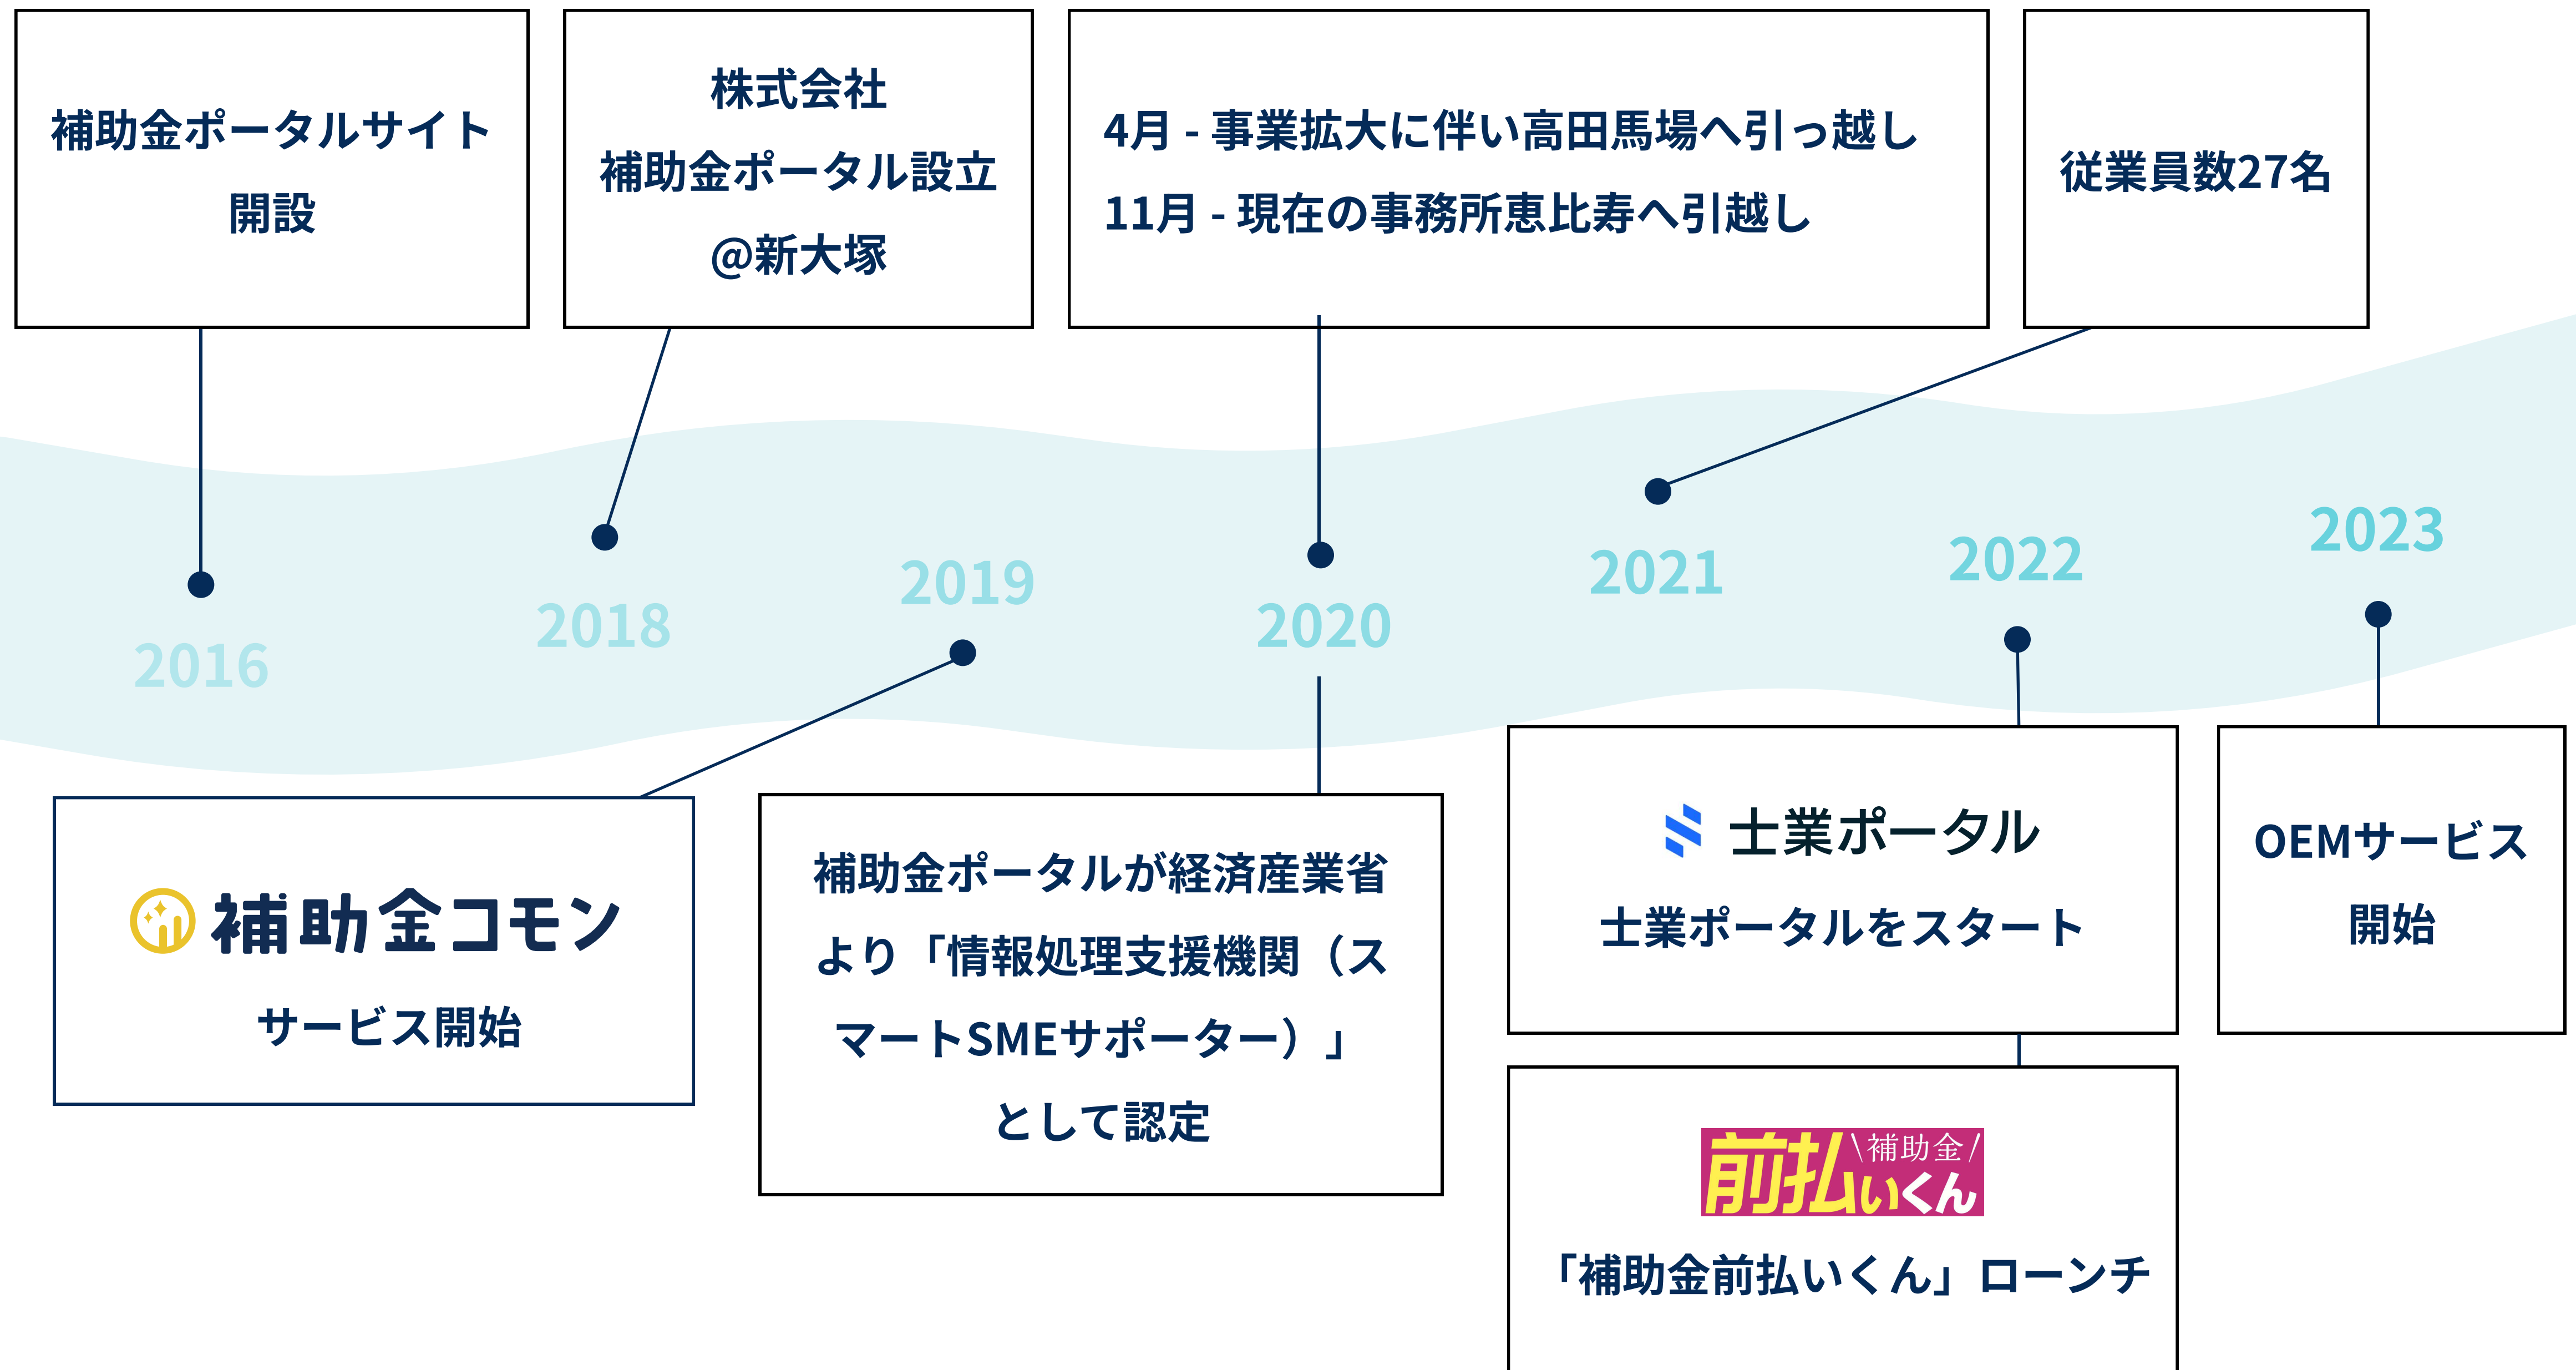 補助金ポータルサイト
開設
株式会社
補助金ポータル設立
@新大塚
4月 - 事業拡大に伴い高田馬場へ引っ越し
11月 - 現在の事務所恵比寿へ引越し
従業員数27名
2016
2018
2019
2020
2021
2022
2023
補助金コモン
サービス開始
補助金ポータルが経済産業省
より「情報処理支援機関（ス
マートSMEサポーター）」
として認定
士業ポータル
士業ポータルをスタート
OEMサービス
開始
\補助金/
前払いくん
「補助金前払いくん」ローンチ